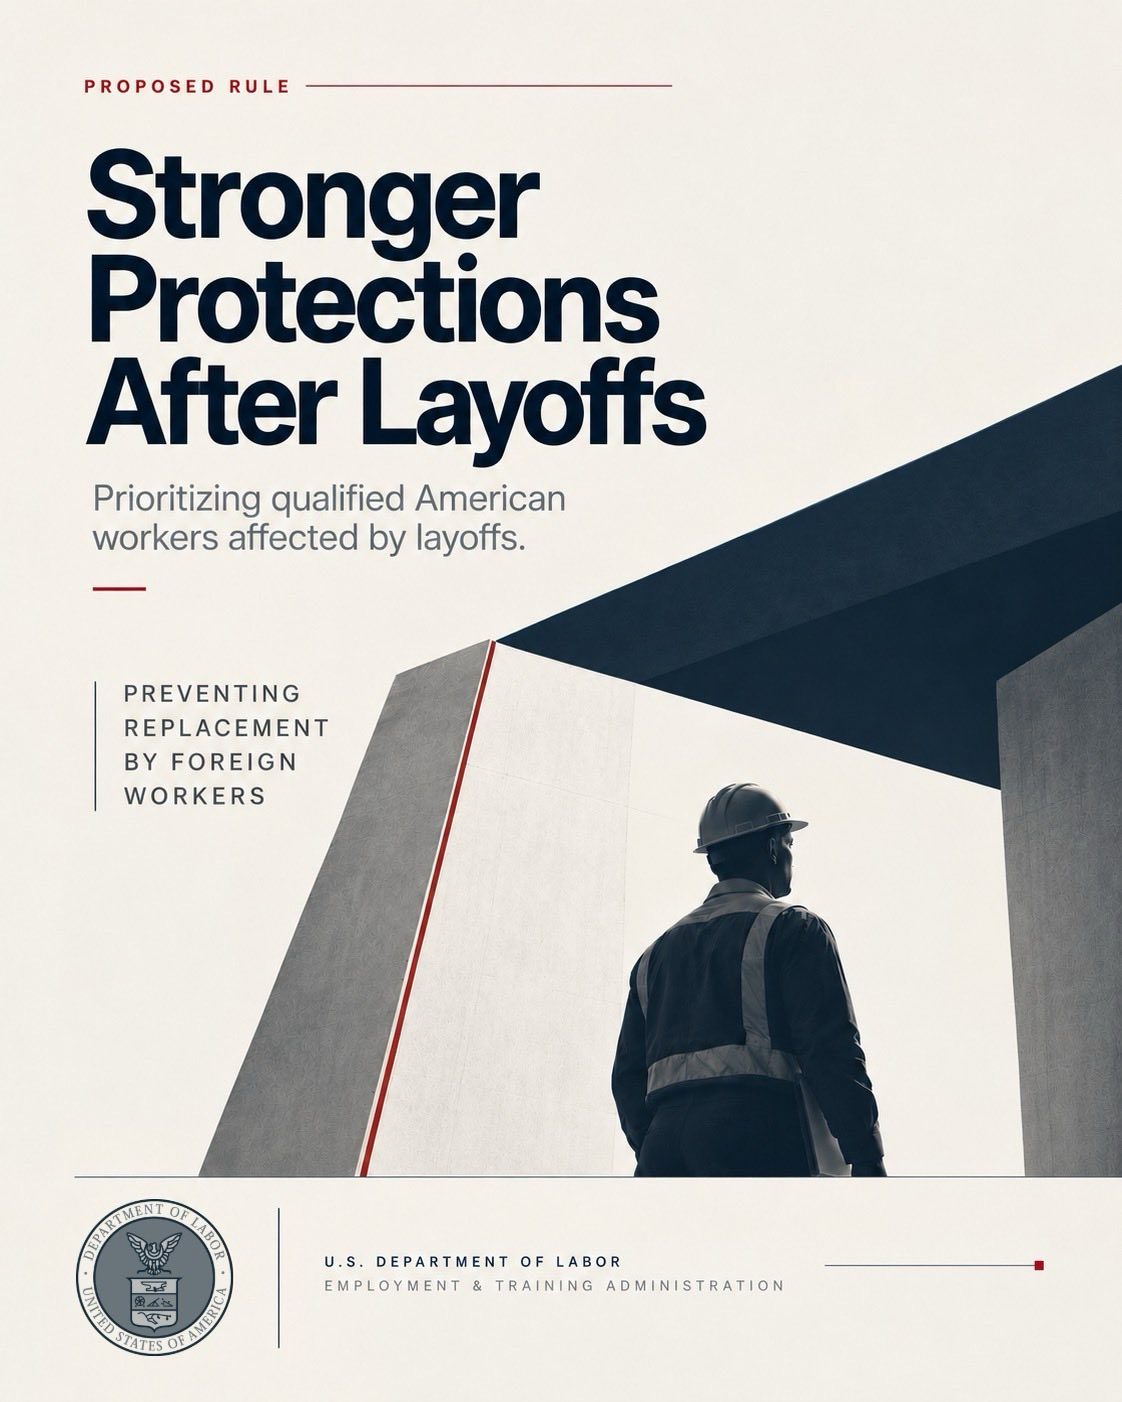 PROPOSED RULE
Stronger
Protections
After Layoffs
Prioritizing qualified American
workers affected by layoffs.
PREVENTING
REPLACEMENT
BY FOREIGN
WORKERS
DEPARTMENT OF LABOR
UNITED STATES OF AMERICA
U.S. DEPARTMENT OF LABOR
EMPLOYMENT & TRAINING ADMINISTRATION